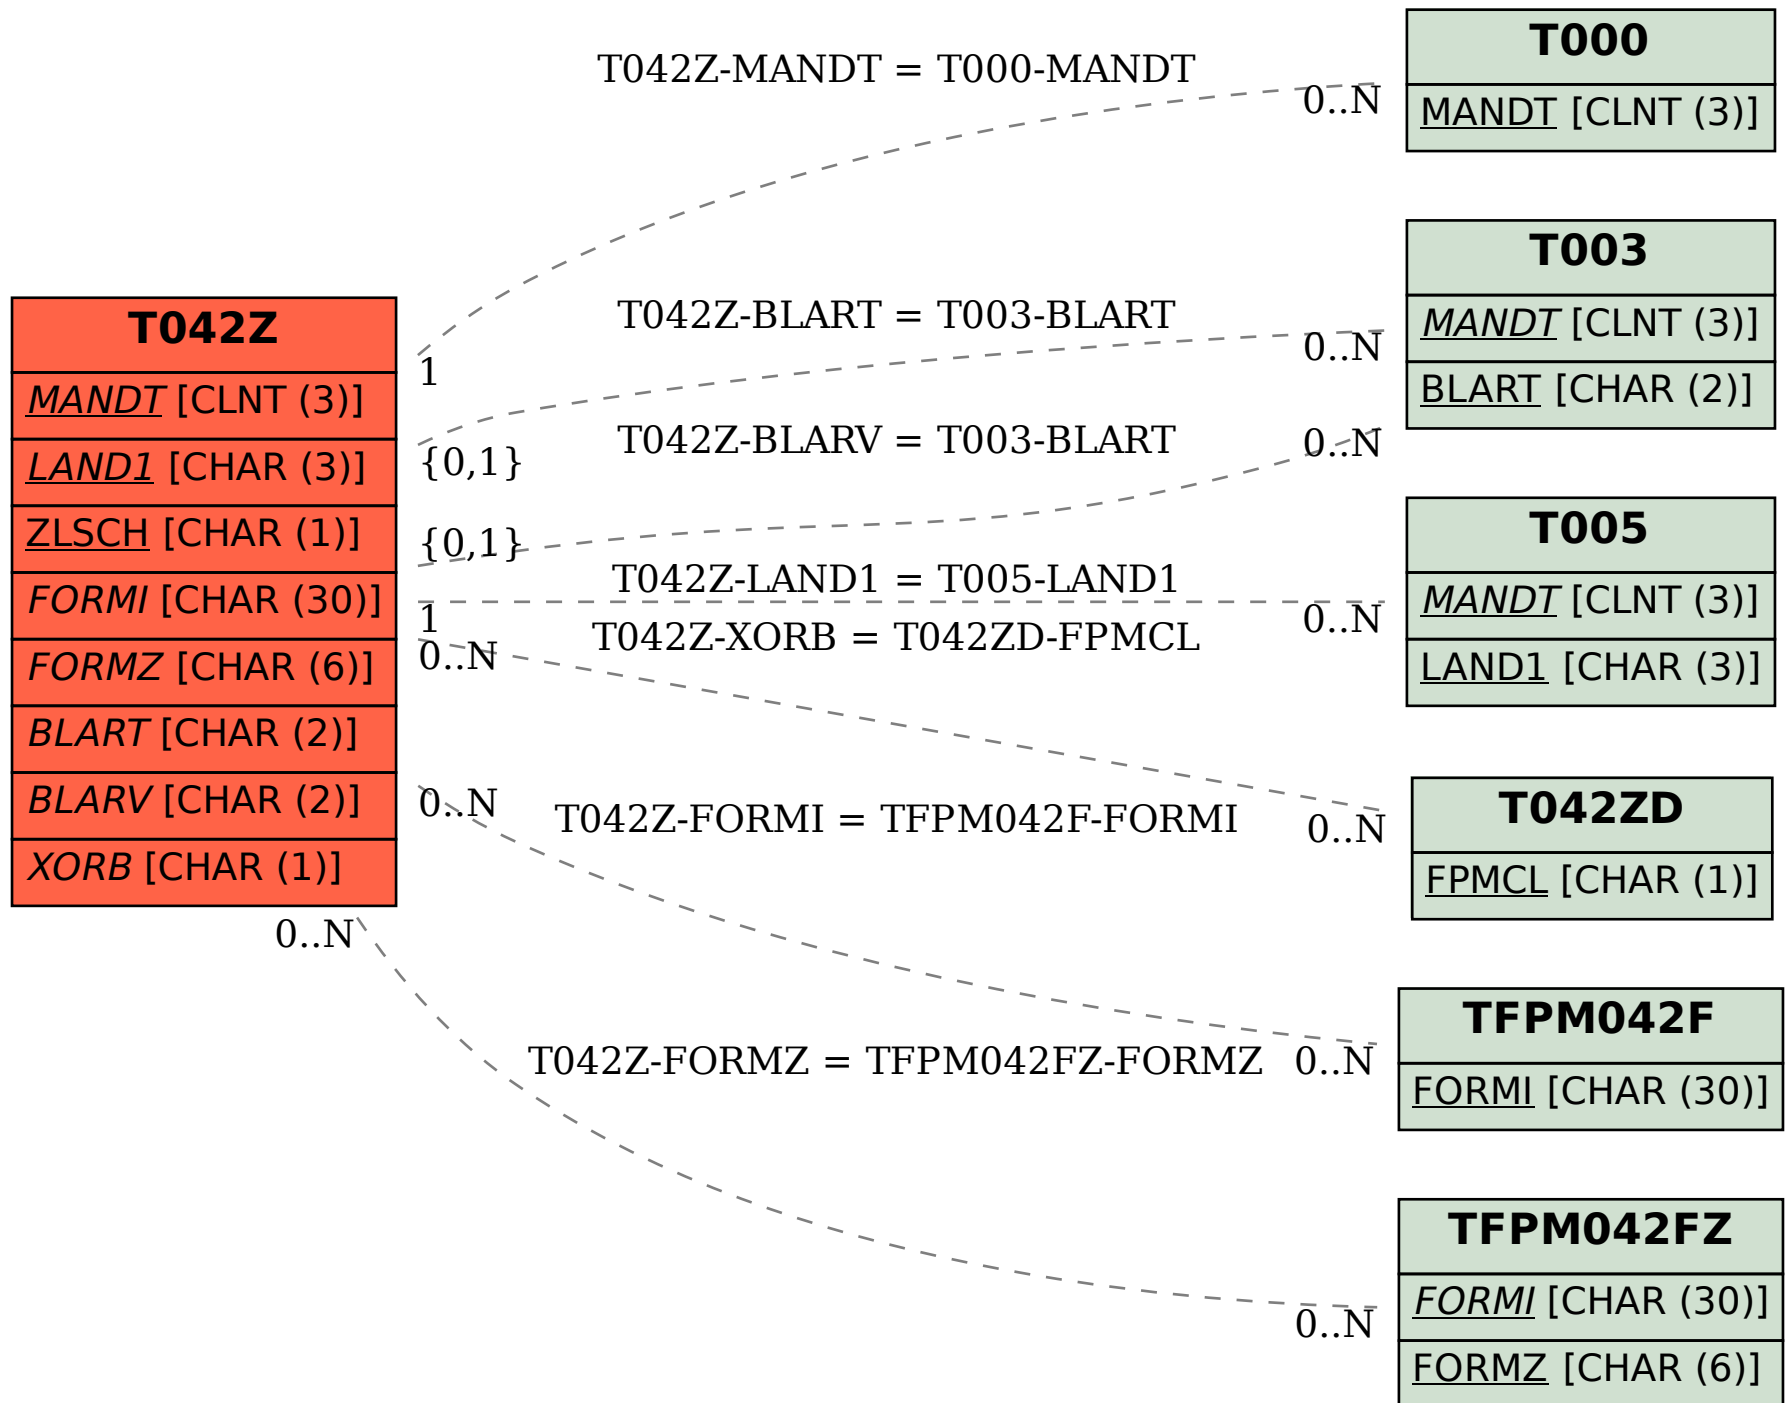 T042Z
MANDT [CLNT (3)]
LAND1 [CHAR (3)]
ZLSCH [CHAR (1)]
FORMI [CHAR (30)]
FORMZ [CHAR (6)]
BLART [CHAR (2)]
BLARV [CHAR (2)]
XORB [CHAR (1)]
T042Z-MANDT = T000-MANDT
0..N
1
T042Z-BLART = T003-BLART
0..N
{0,1}
T042Z-BLARV = T003-BLART
0..N
{0,1}
T042Z-LAND1 = T005-LAND1
1
0..N
T042Z-XORB = T042ZD-FPMCL
0..N
0..N
T042Z-FORMI = TFPM042F-FORMI
0..N
0..N
T042Z-FORMZ = TFPM042FZ-FORMZ
0..N
0..N
T000
MANDT [CLNT (3)]
T003
MANDT [CLNT (3)]
BLART [CHAR (2)]
T005
MANDT [CLNT (3)]
LAND1 [CHAR (3)]
T042ZD
FPMCL [CHAR (1)]
TFPM042F
FORMI [CHAR (30)]
TFPM042FZ
FORMI [CHAR (30)]
FORMZ [CHAR (6)]